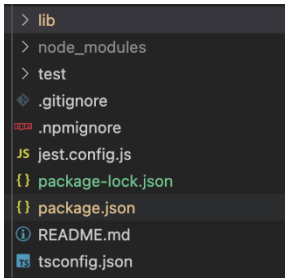 lib
node_modules
test
.gitignore
.npmignore
JS jest.config.js
{} package-lock.json
{} package.json
README.md
TS tsconfig.json